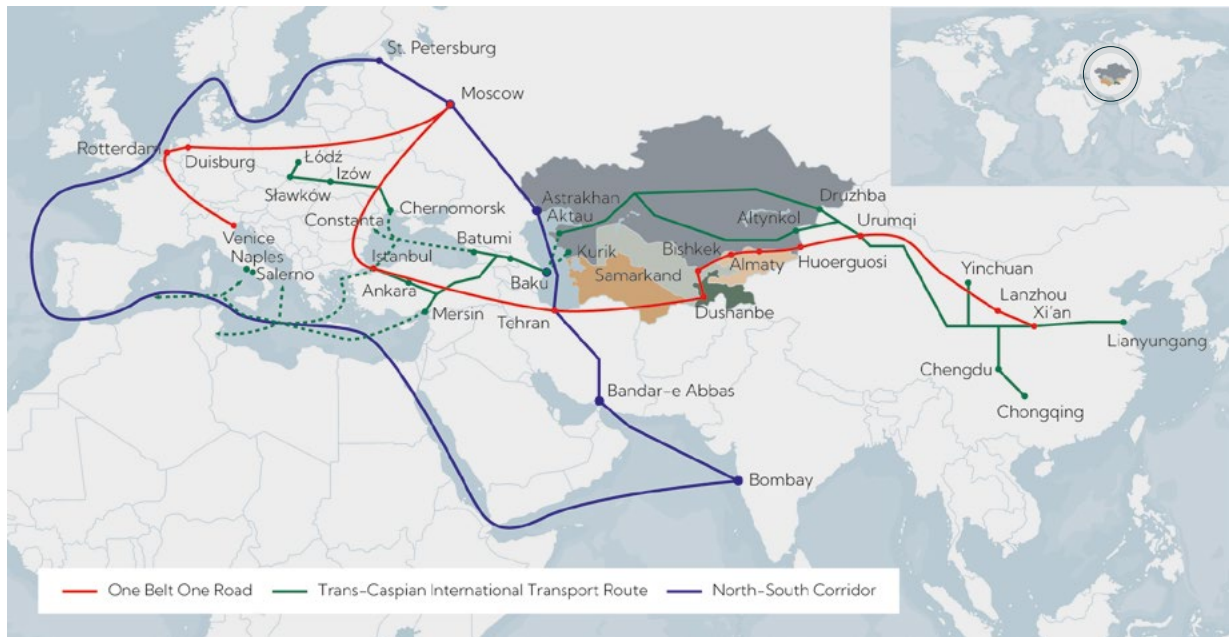 St. Petersburg
Moscow
Rotterdam
Duisburg
Łódź
Izów
Sławków
Chernomorsk
Constanta
Venice
Naples
Salerno
Istanbul
Ankara
Mersin
Batumi
Baku
Tehran
Astrakhan
Aktau
Kurik
Samarkand
Bishkek
Almaty
Altynkol
Druzhba
Urumqi
Huoerguosi
Dushanbe
Yinchuan
Lanzhou
Xi'an
Lianyungang
Chengdu
Chongqing
Bandar-e Abbas
Bombay
One Belt One Road
Trans-Caspian International Transport Route
North-South Corridor